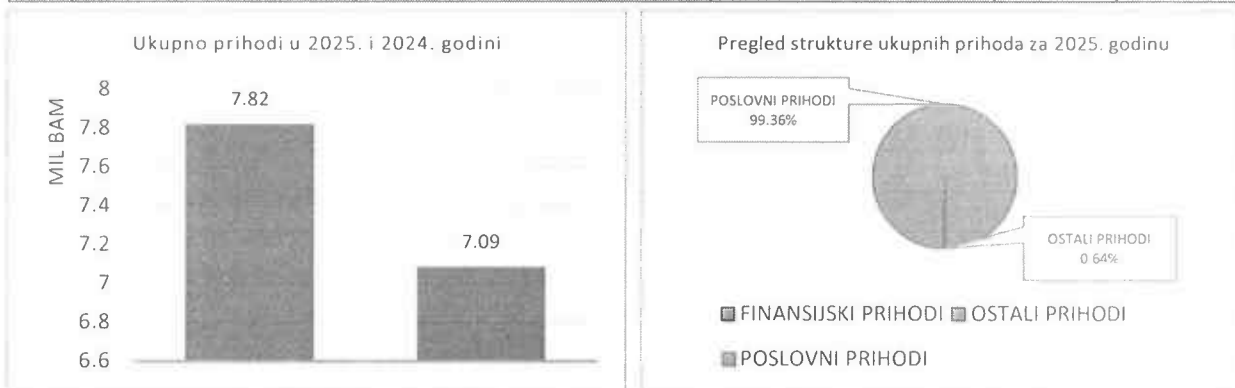 Ukupno prihodi u 2025. i 2024. godini
MIL BAM
8
7.8
7.6
7.4
7.2
7
6.8
6.6
7.82
7.09
Pregled strukture ukupnih prihoda za 2025. godinu
POSLOVNI PRIHODI
99.36%
OSTALI PRIHODI
0.64%
FINANSIJSKI PRIHODI OSTALI PRIHODI
POSLOVNI PRIHODI